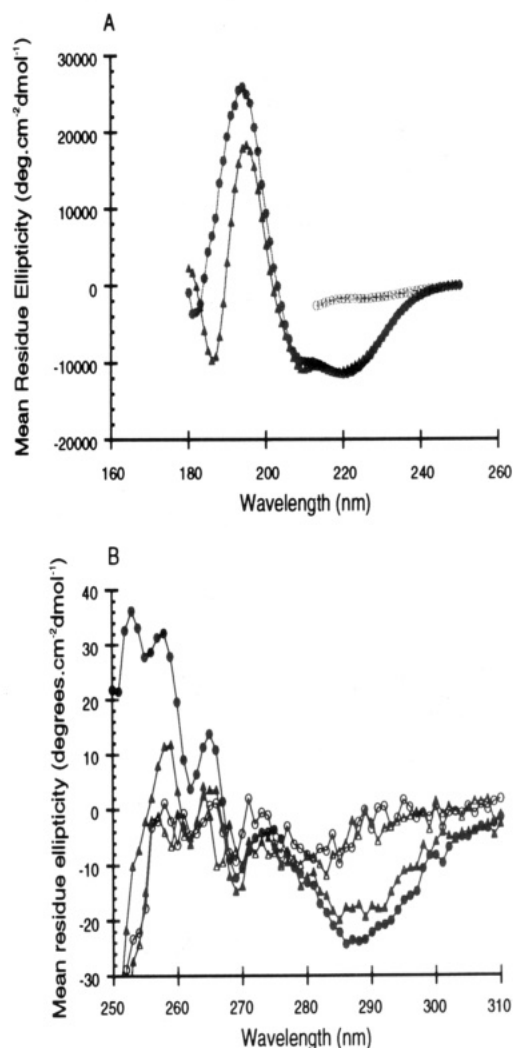 A
Mean Residue Ellipticity (deg.cm⁻²dmol⁻¹)
30000
20000
10000
0
-10000
-20000
160 180 200 220 240 260
Wavelength (nm)
B
Mean residue ellipticity (degrees.cm⁻²dmol⁻¹)
40
30
20
10
0
-10
-20
-30
250 260 270 280 290 300 310
Wavelength (nm)